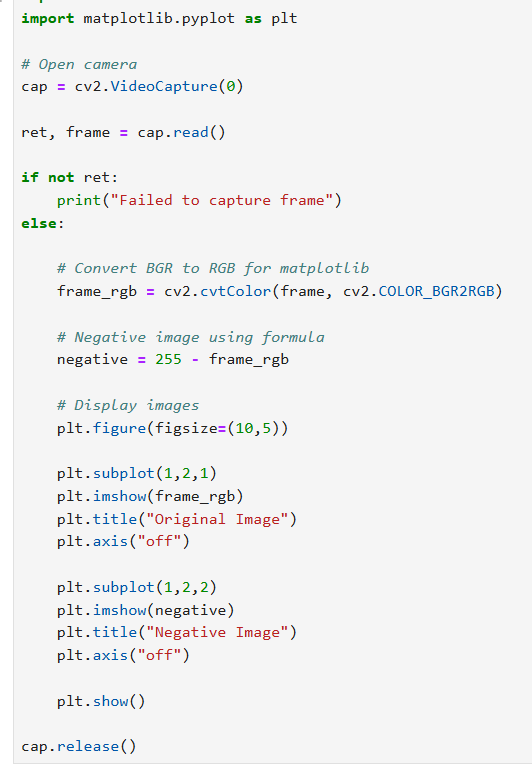 import matplotlib.pyplot as plt
# Open camera
cap = cv2.VideoCapture(0)
ret, frame = cap.read()
if not ret:
    print("Failed to capture frame")
else:
    # Convert BGR to RGB for matplotlib
    frame_rgb = cv2.cvtColor(frame, cv2.COLOR_BGR2RGB)
    # Negative image using formula
    negative = 255 - frame_rgb
    # Display images
    plt.figure(figsize=(10,5))
    plt.subplot(1,2,1)
    plt.imshow(frame_rgb)
    plt.title("Original Image")
    plt.axis("off")
    plt.subplot(1,2,2)
    plt.imshow(negative)
    plt.title("Negative Image")
    plt.axis("off")
    plt.show()
cap.release()